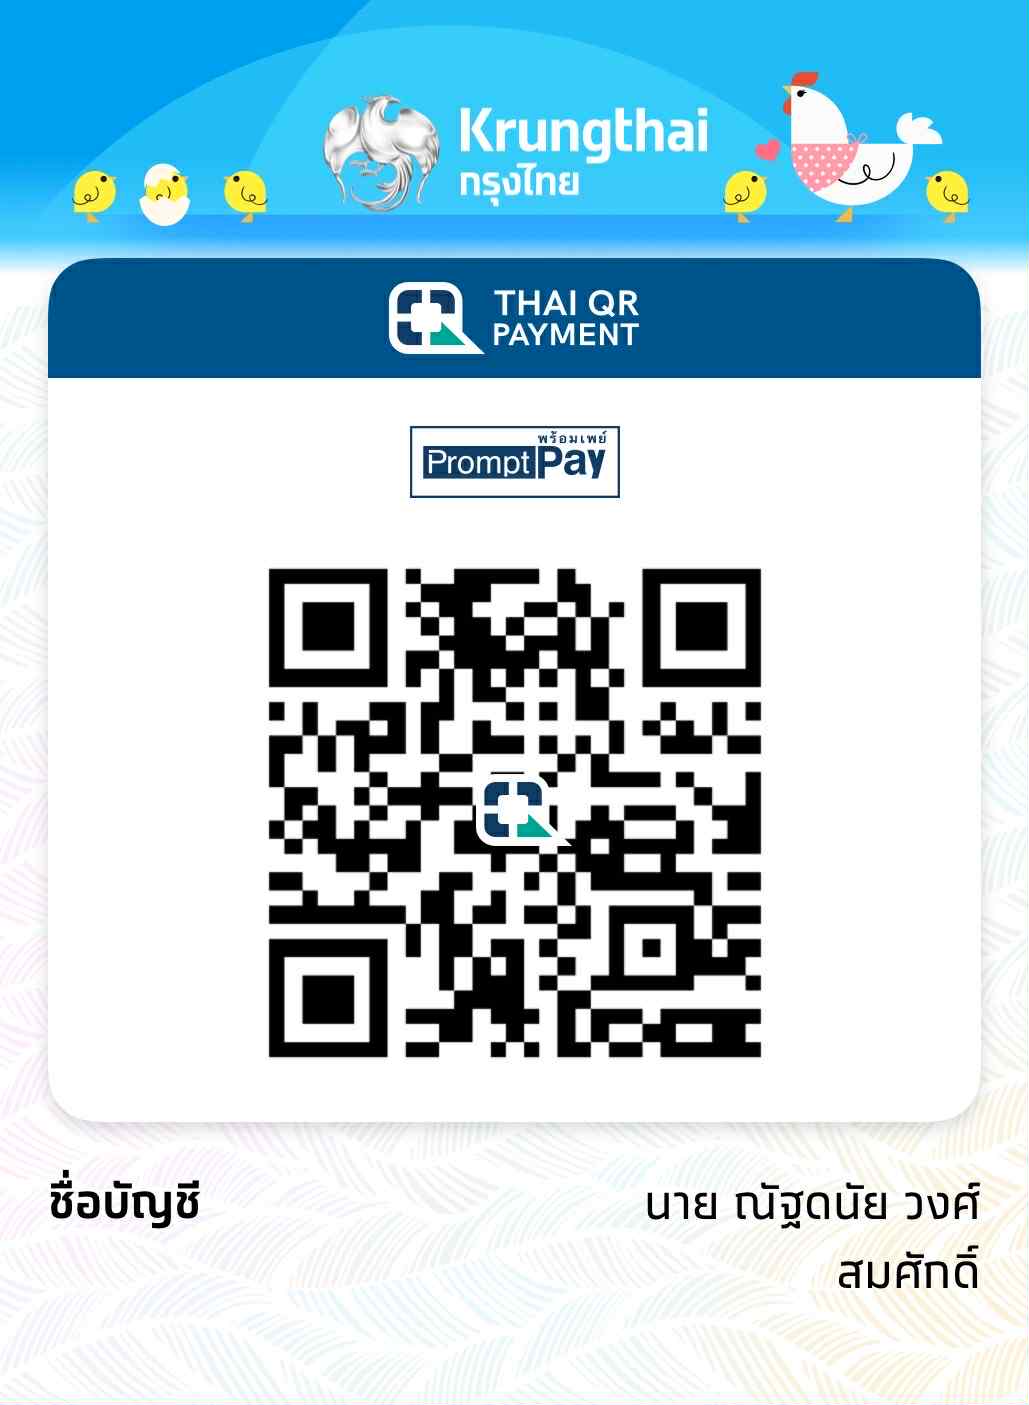 Krungthai
กรุงไทย
THAI QR
PAYMENT
พร้อมเพย์
PromptPay
ชื่อบัญชี
นาย ณัฐดนัย วงศ์
สมศักดิ์